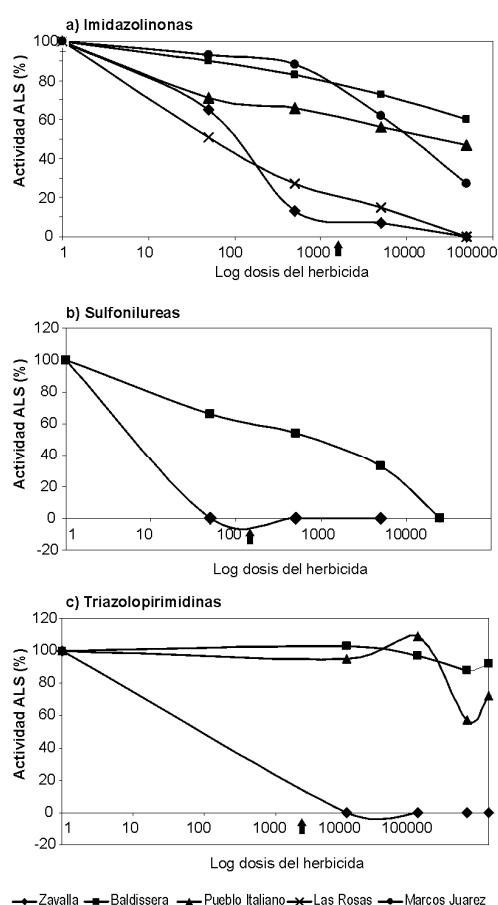 a) Imidazolinonas
Actividad ALS (%)
100
80
60
40
20
0
1 10 100 1000 10000 100000
Log dosis del herbicida
b) Sulfonilureas
Actividad ALS (%)
120
100
80
60
40
20
0
-20
1 10 100 1000 10000
Log dosis del herbicida
c) Triazolopirimidinas
Actividad ALS (%)
120
100
80
60
40
20
0
-20
1 10 100 1000 10000 100000
Log dosis del herbicida
Zavalla Baldissera Pueblo Italiano Las Rosas Marcos Juarez